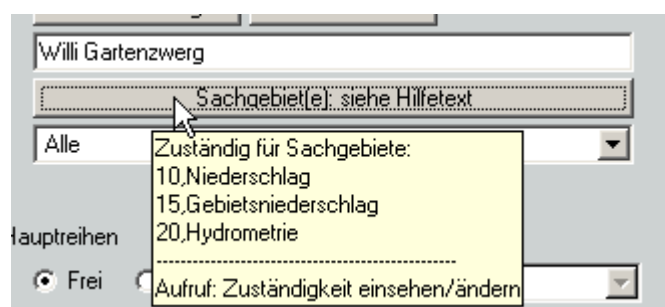 Willi Gartenzwerg
Sachgebiet(e): siehe Hilfetext
Alle
Zuständig für Sachgebiete:
10,Niederschlag
15,Gebietsniederschlag
20,Hydrometrie
Hauptreihen
----------------------------------------------------
Frei
Aufruf: Zuständigkeit einsehen/ändern